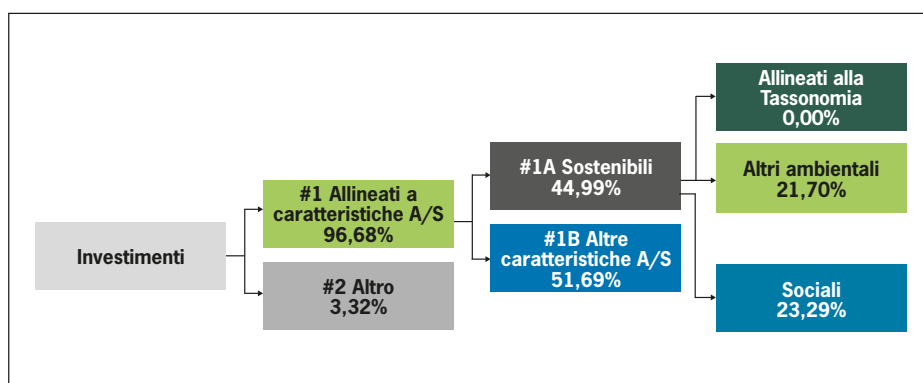 Investimenti
#1 Allineati a
caratteristiche A/S
96,68%
#2 Altro
3,32%
#1A Sostenibili
44,99%
#1B Altre
caratteristiche A/S
51,69%
Allineati alla
Tassonomia
0,00%
Altri ambientali
21,70%
Sociali
23,29%